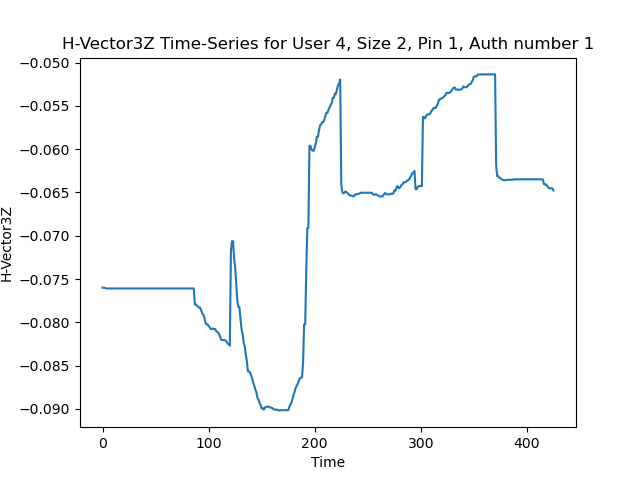 H-Vector3Z Time-Series for User 4, Size 2, Pin 1, Auth number 1
−0.050
−0.055
−0.060
−0.065
−0.070
−0.075
−0.080
−0.085
−0.090
H-Vector3Z
0 100 200 300 400
Time